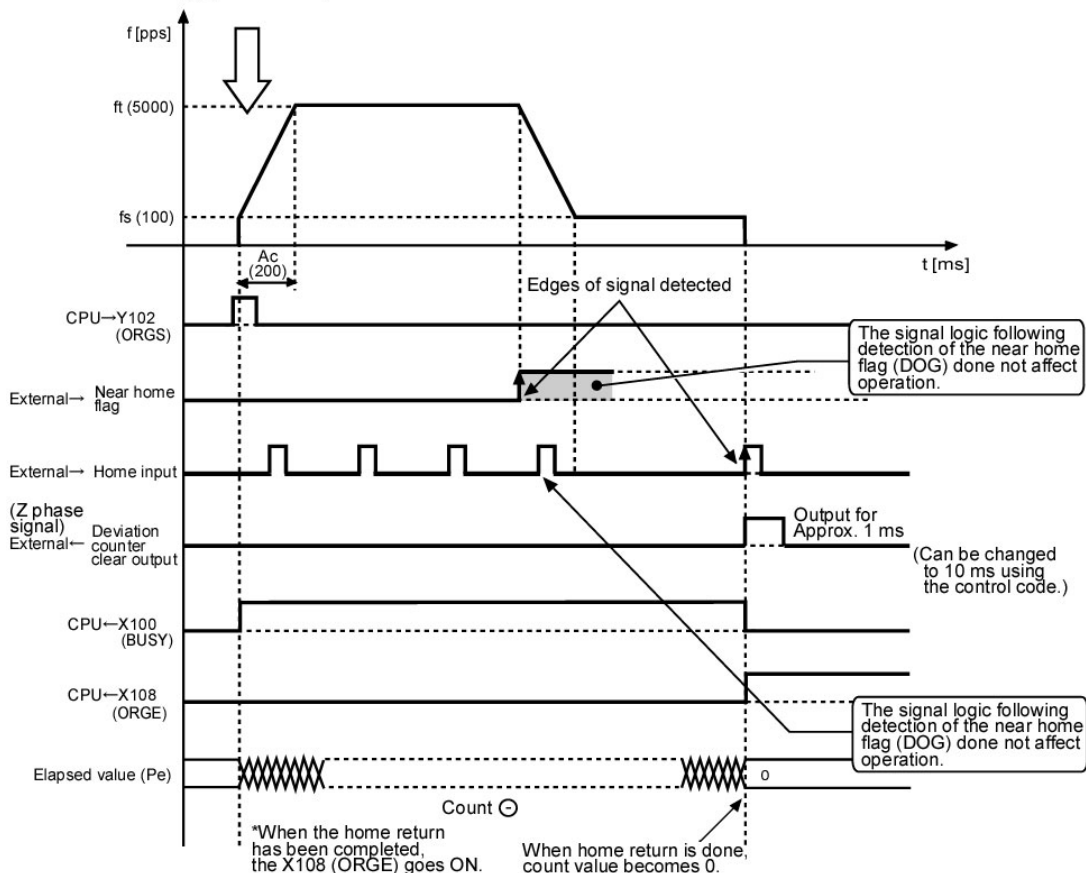 f [pps]
ft (5000)
fs (100)
Ac
(200)
t [ms]
Edges of signal detected
CPU→Y102
(ORGS)
The signal logic following
detection of the near home
flag (DOG) done not affect
operation.
External→ Near home
flag
External→ Home input
(Z phase
signal)
External← Deviation
counter
clear output
Output for
Approx. 1 ms
(Can be changed
to 10 ms using
the control code.)
CPU←X100
(BUSY)
CPU←X108
(ORGE)
The signal logic following
detection of the near home
flag (DOG) done not affect
operation.
Elapsed value (Pe)
0
Count ⊖
*When the home return
has been completed,
the X108 (ORGE) goes ON.
When home return is done,
count value becomes 0.